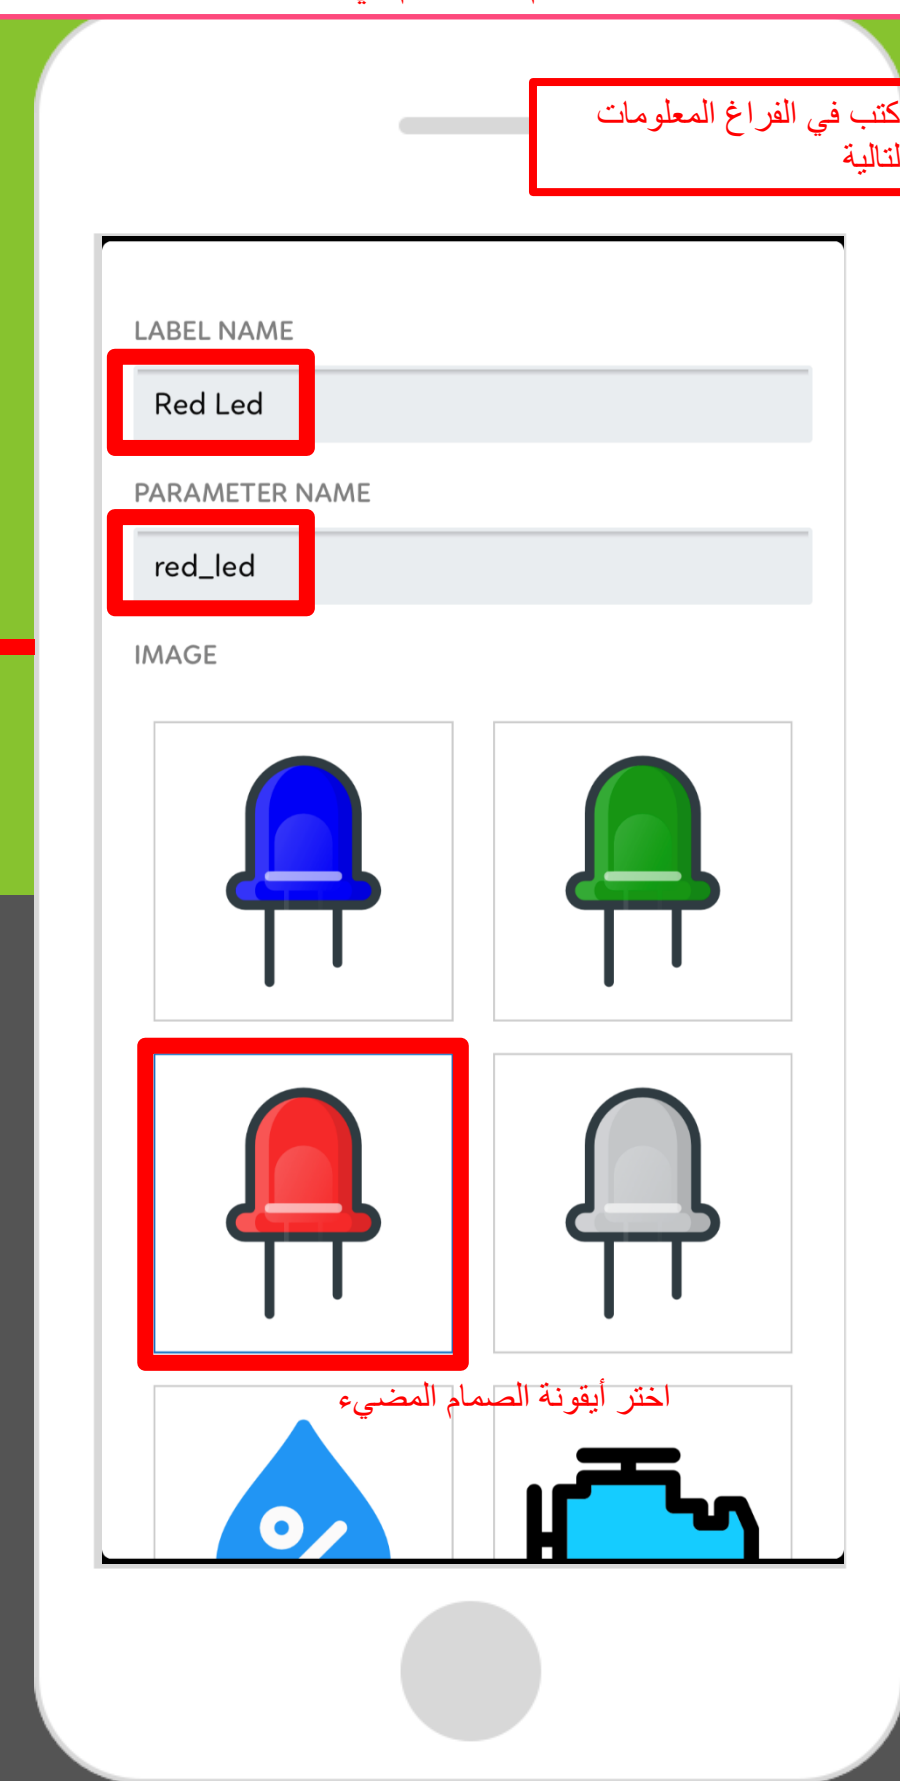 كتب في الفراغ المعلومات
لتالية
LABEL NAME
Red Led
PARAMETER NAME
red_led
IMAGE
اختر أيقونة الصمام المضيء
%